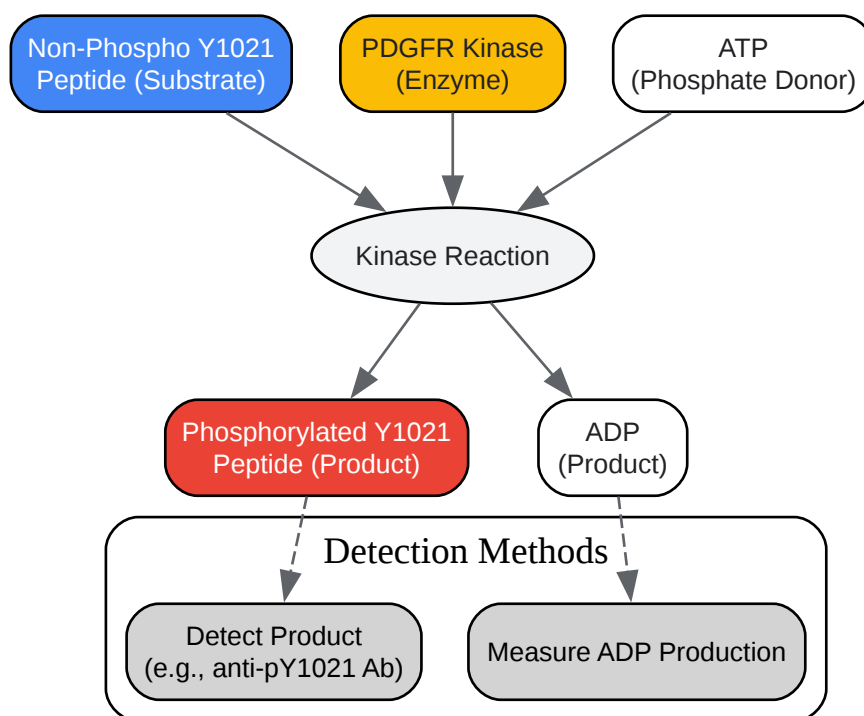 Non-Phospho Y1021
Peptide (Substrate)
PDGFR Kinase
(Enzyme)
ATP
(Phosphate Donor)
Kinase Reaction
Phosphorylated Y1021
Peptide (Product)
ADP
(Product)
Detection Methods
Detect Product
(e.g., anti-pY1021 Ab)
Measure ADP Production